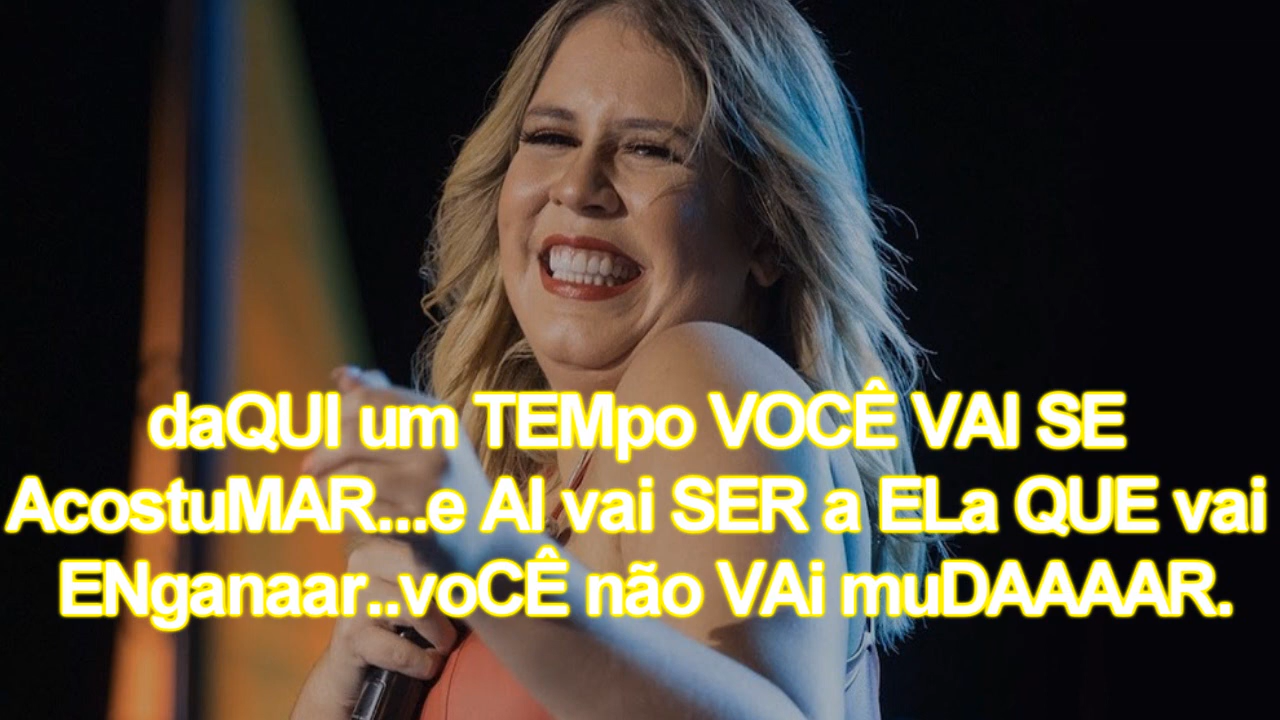 daQUI um TEMpo VOCÊ VAI SE
AcostuMAR...e AI vai SER a ELa QUE vai
ENganaar..voCÊ não VAi muDAAAAR.